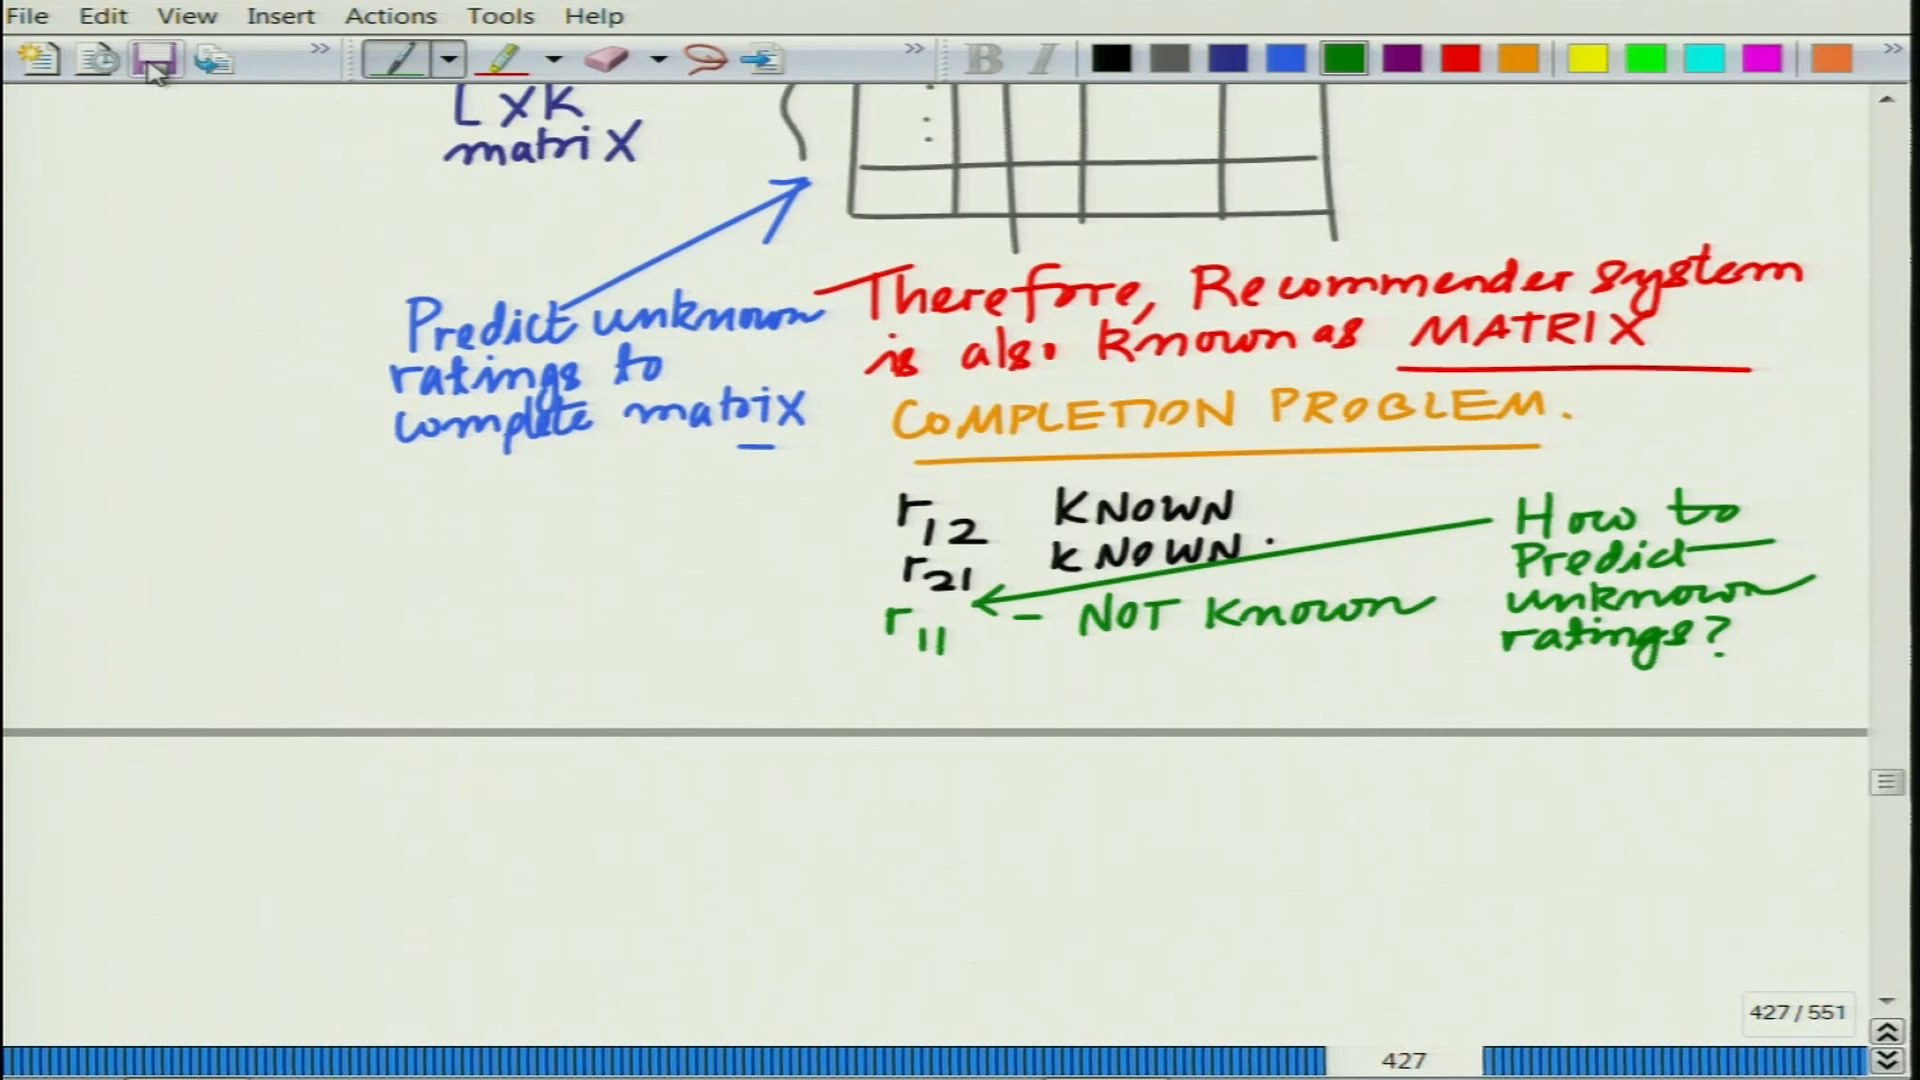 File Edit View Insert Actions Tools Help
B I
L X K
matrix
Predict unknown
ratings to
complete matrix
Therefore, Recommender system
is also known as MATRIX
COMPLETION PROBLEM.
r12 KNOWN
r21 KNOWN.
r11 - NOT Known
How to
Predict
unknown
ratings?
427 / 551
427